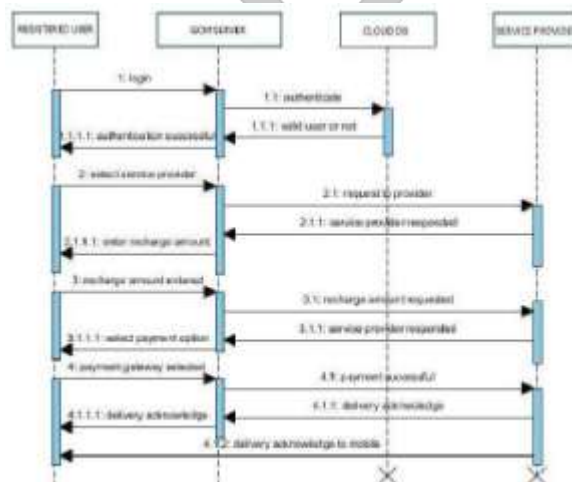 REGISTERED USER
GCM SERVER
CLOUD DB
SERVICE PROVIDE
1: login
1.1: authenticate
1.1.1: valid user or not
1.1.1.1: authentication successful
2: select service provider
2.1: request to provider
2.1.1: service provider responded
2.1.1.1: enter recharge amount
3: recharge amount entered
3.1: recharge amount requested
3.1.1: service provider responded
3.1.1.1: select payment option
4: payment gateway selected
4.1: payment successful
4.1.1: delivery acknowledge
4.1.1.1: delivery acknowledge
4.1.2: delivery acknowledge to mobile